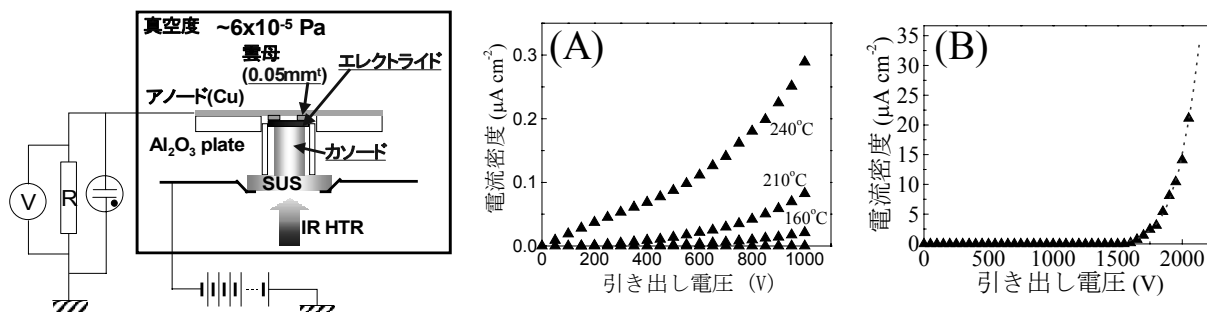 真空度 ~6x10⁻⁵ Pa
雲母
(0.05mmᵗ)
エレクトライド
アノード(Cu)
Al₂O₃ plate
カソード
SUS
IR HTR
V
R
(A)
電流密度 (μA cm⁻²)
0.3
0.2
0.1
0.0
240°C
210°C
160°C
0 200 400 600 800 1000
引き出し電圧 (V)
(B)
電流密度 (μA cm⁻²)
35
30
25
20
15
10
5
0
0 500 1000 1500 2000
引き出し電圧 (V)